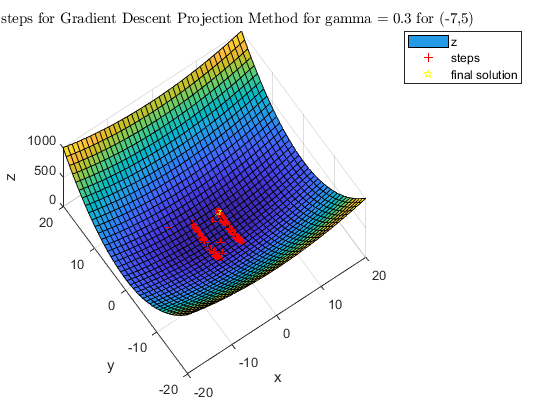 steps for Gradient Descent Projection Method for gamma = 0.3 for (-7,5)
z
steps
final solution
1000
500
0
z
20
10
0
-10
-20
y
-20
-10
0
10
20
x